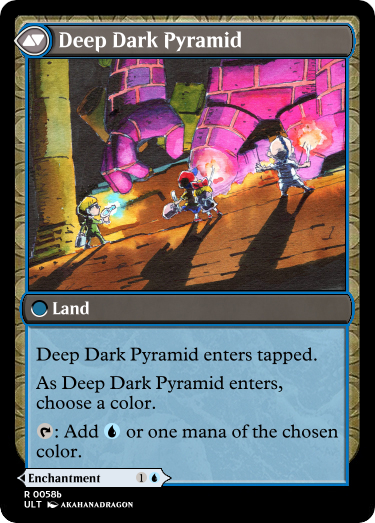 Deep Dark Pyramid
Land
Deep Dark Pyramid enters tapped.
As Deep Dark Pyramid enters,
choose a color.
: Add or one mana of the chosen
color.
Enchantment 1
R 0058b
ULT AKAHANADRAGON